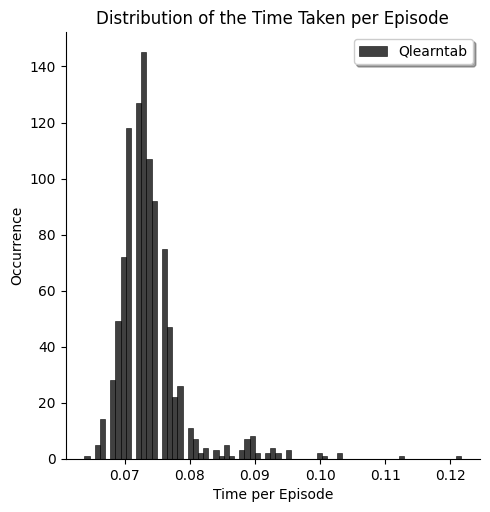 Distribution of the Time Taken per Episode
Qlearntab
140
120
100
80
60
40
20
0
Occurrence
0.07 0.08 0.09 0.10 0.11 0.12
Time per Episode